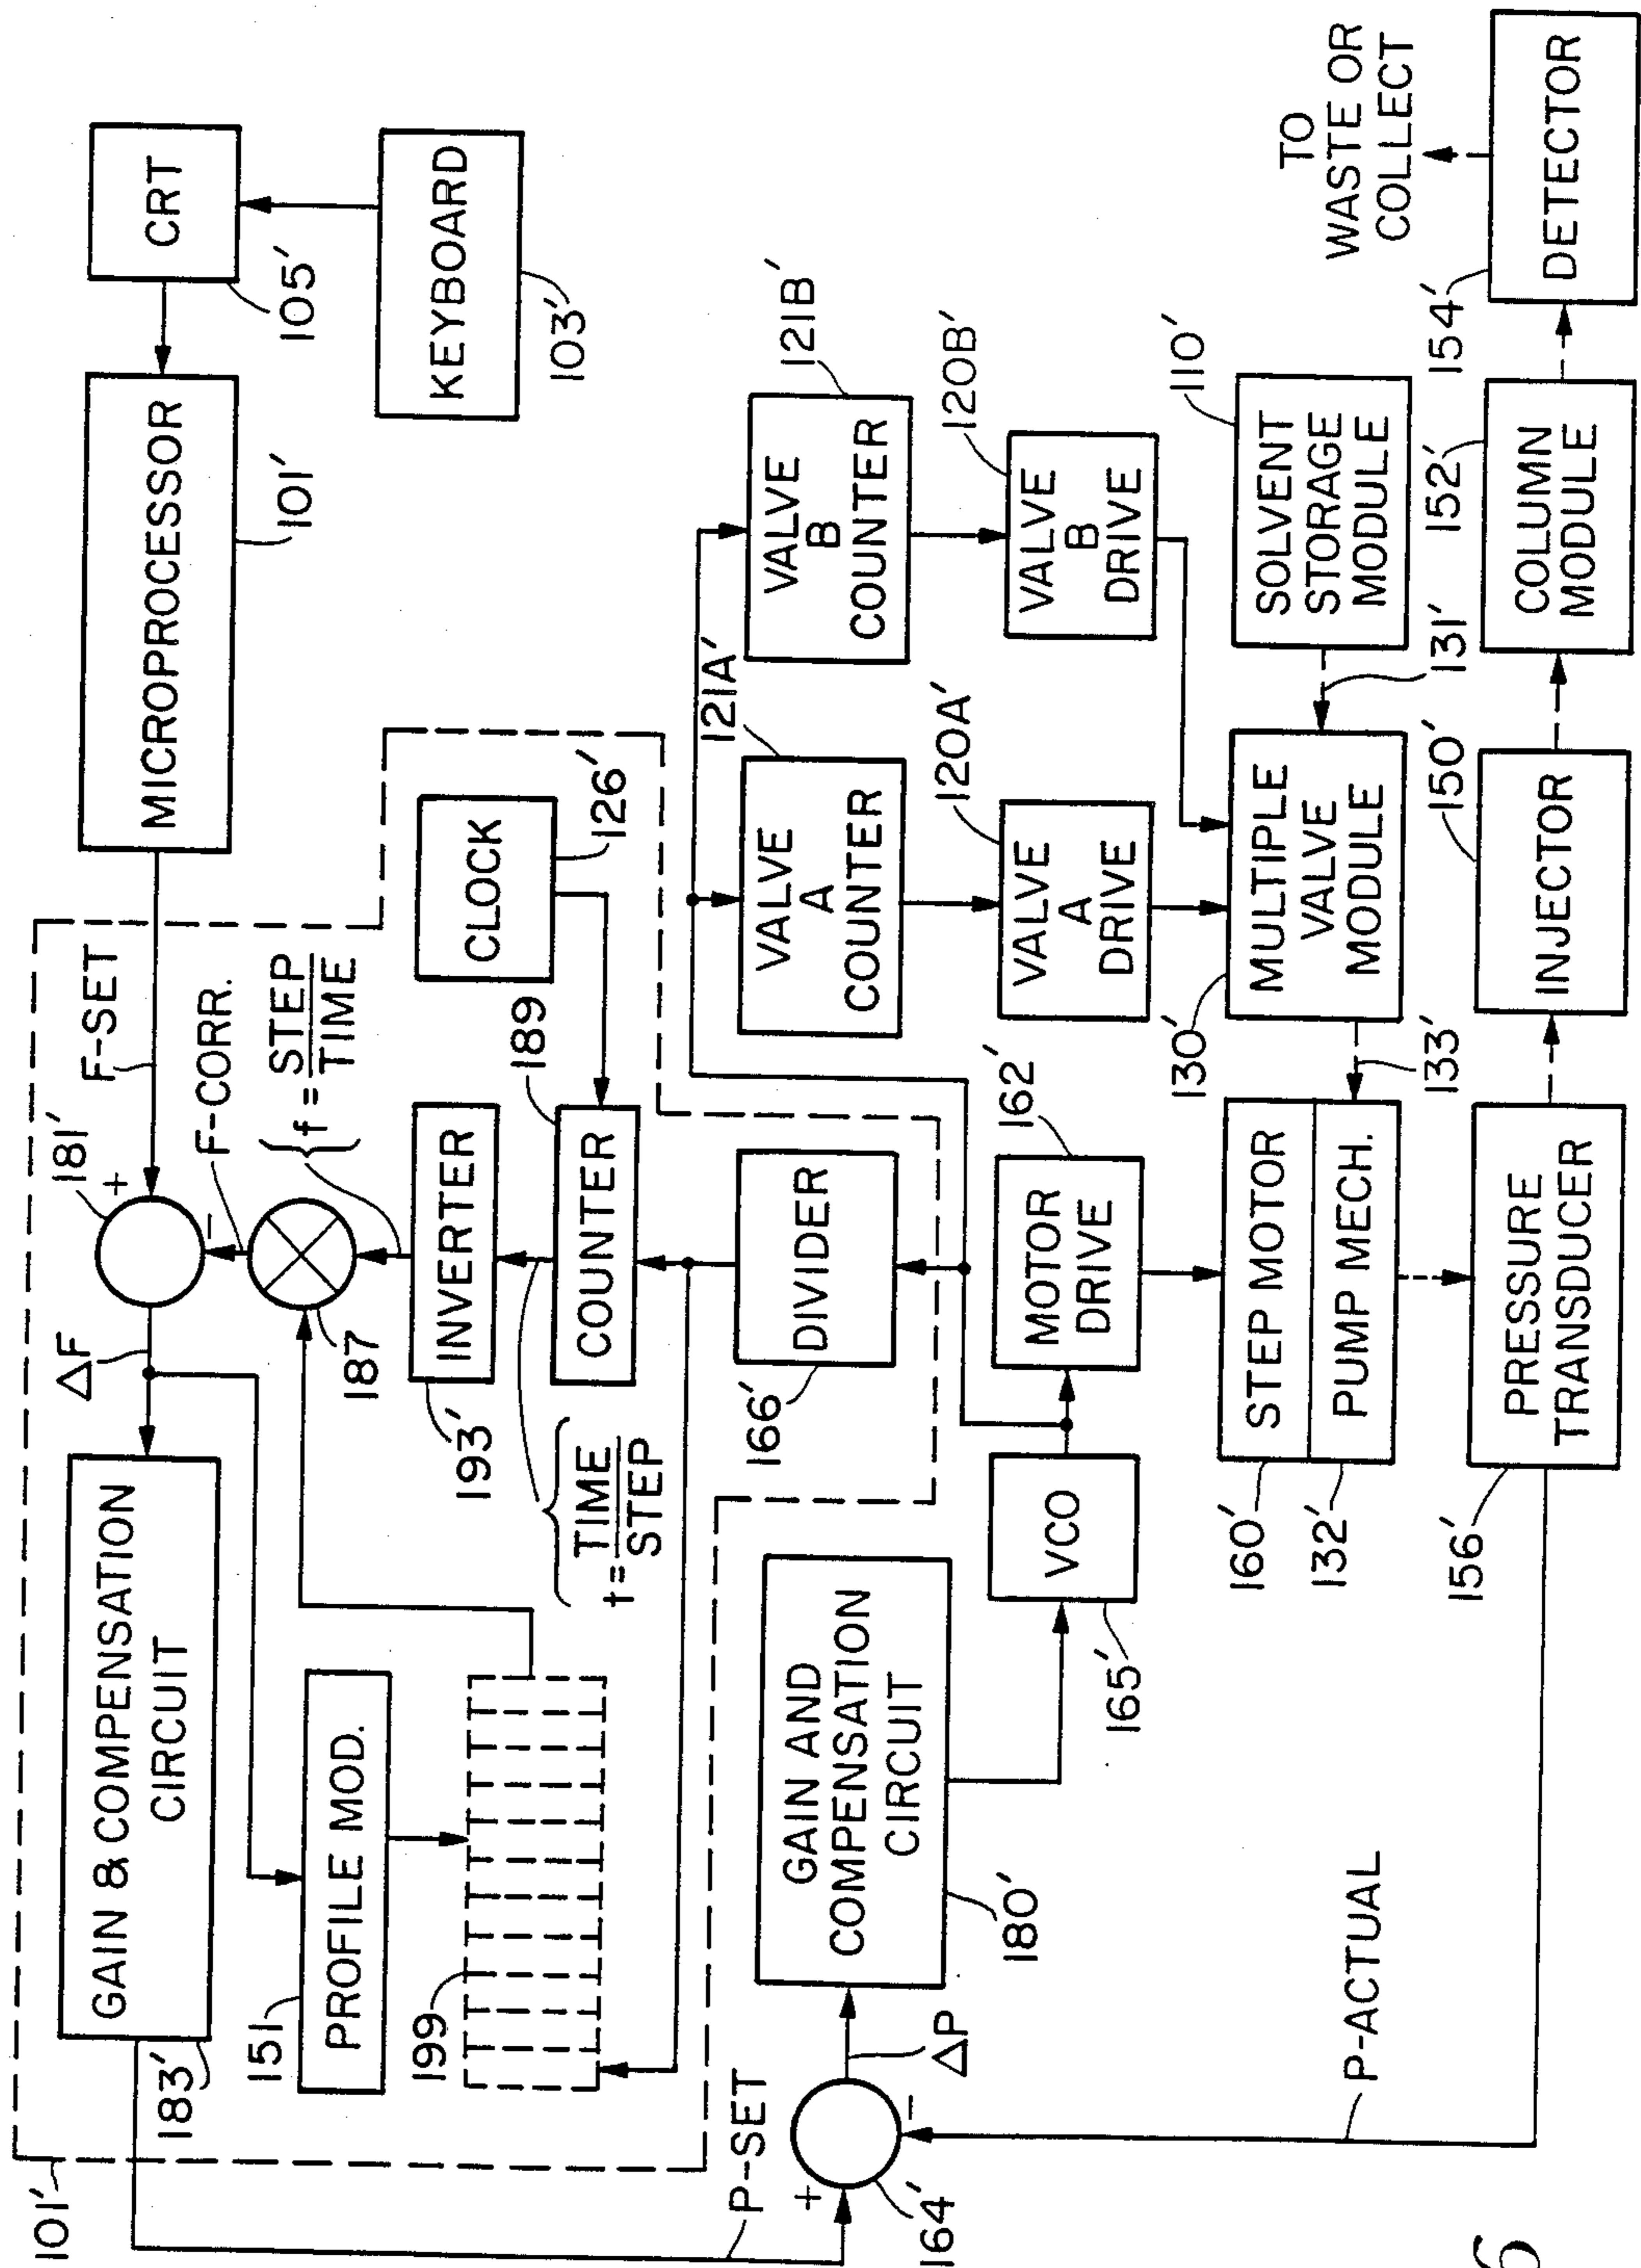 101'
GAIN & COMPENSATION
CIRCUIT
183'
ΔF
181'
+
-
F-SET
MICROPROCESSOR
101'
CRT
105'
KEYBOARD
103'
F-CORR.
f = STEP
TIME
187
151
PROFILE MOD.
199
INVERTER
193'
t = TIME
STEP
COUNTER
189
CLOCK
126'
DIVIDER
166'
P-SET
+
-
164'
ΔP
GAIN AND
COMPENSATION
CIRCUIT
180'
VCO
165'
MOTOR
DRIVE
162'
121A'
VALVE
A
COUNTER
121B'
VALVE
B
COUNTER
120A'
VALVE
A
DRIVE
120B'
VALVE
B
DRIVE
STEP MOTOR
160'
PUMP MECH.
132'
133'
130'
MULTIPLE
VALVE
MODULE
131'
110'
SOLVENT
STORAGE
MODULE
P-ACTUAL
156'
PRESSURE
TRANSDUCER
150'
INJECTOR
152'
COLUMN
MODULE
154'
DETECTOR
TO
WASTE OR
COLLECT
6